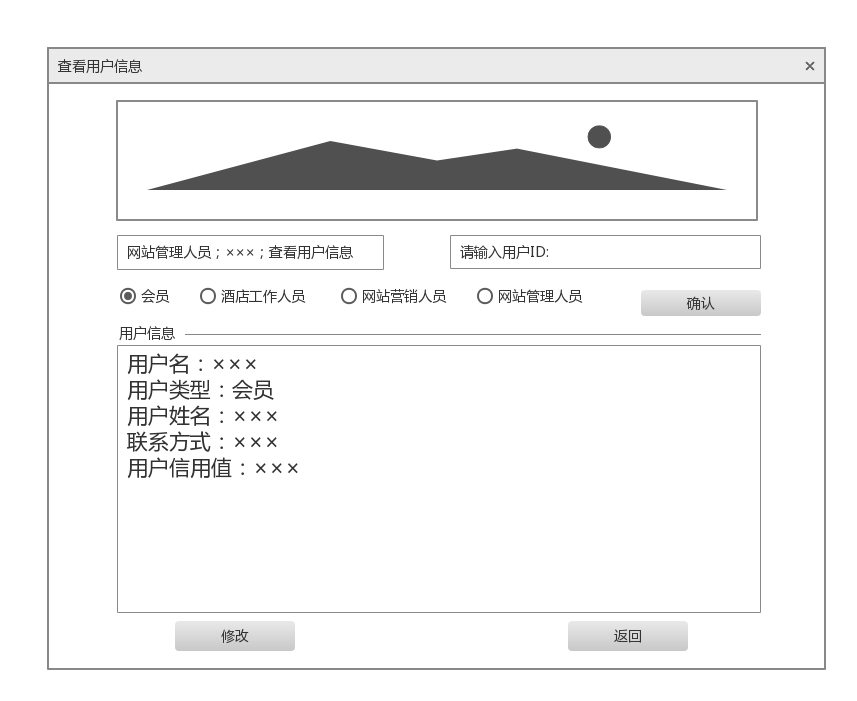 查看用户信息
网站管理人员；×××；查看用户信息
请输入用户ID:
会员
酒店工作人员
网站营销人员
网站管理人员
确认
用户信息
用户名：×××
用户类型：会员
用户姓名：×××
联系方式：×××
用户信用值：×××
修改
返回